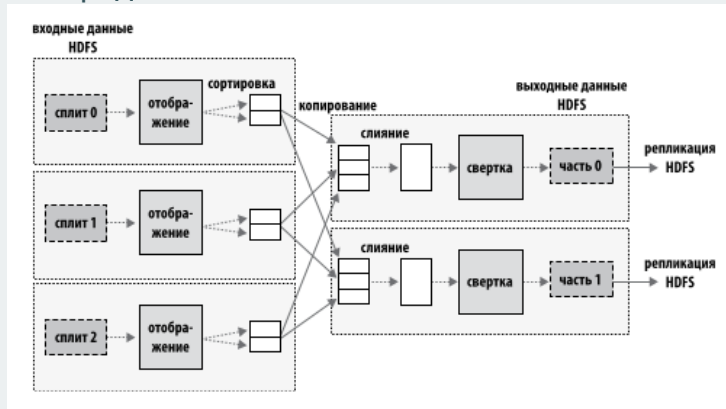 входные данные
HDFS
сплит 0
отобра-
жение
сортировка
копирование
сплит 1
отобра-
жение
сплит 2
отобра-
жение
выходные данные
HDFS
слияние
свертка
часть 0
репликация
HDFS
слияние
свертка
часть 1
репликация
HDFS